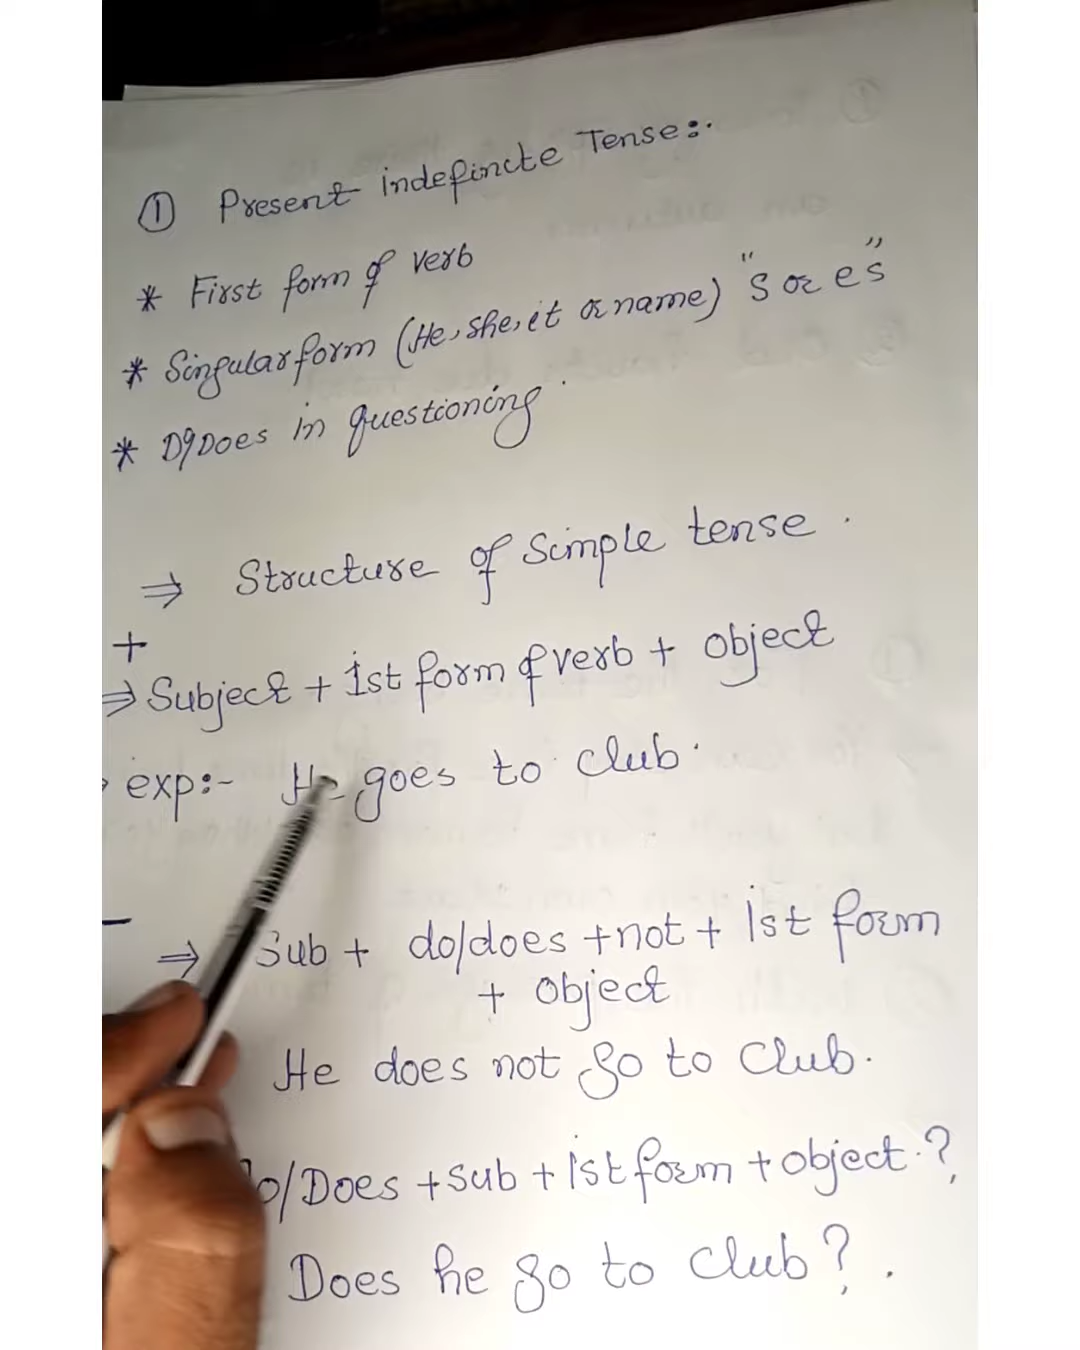 ① Present indefincte Tense:-
* First form of verb
* Singular form (He, she, it or name) "s or es"
* Do/Does in questioning.
⇒ Structure of Simple tense.
+
⇒ Subject + 1st form of verb + object
exp:- He goes to club.
-
⇒ Sub + do/does + not + 1st form
+ object
He does not go to club.
/Does + sub + 1st form + object.?
Does he go to club?.